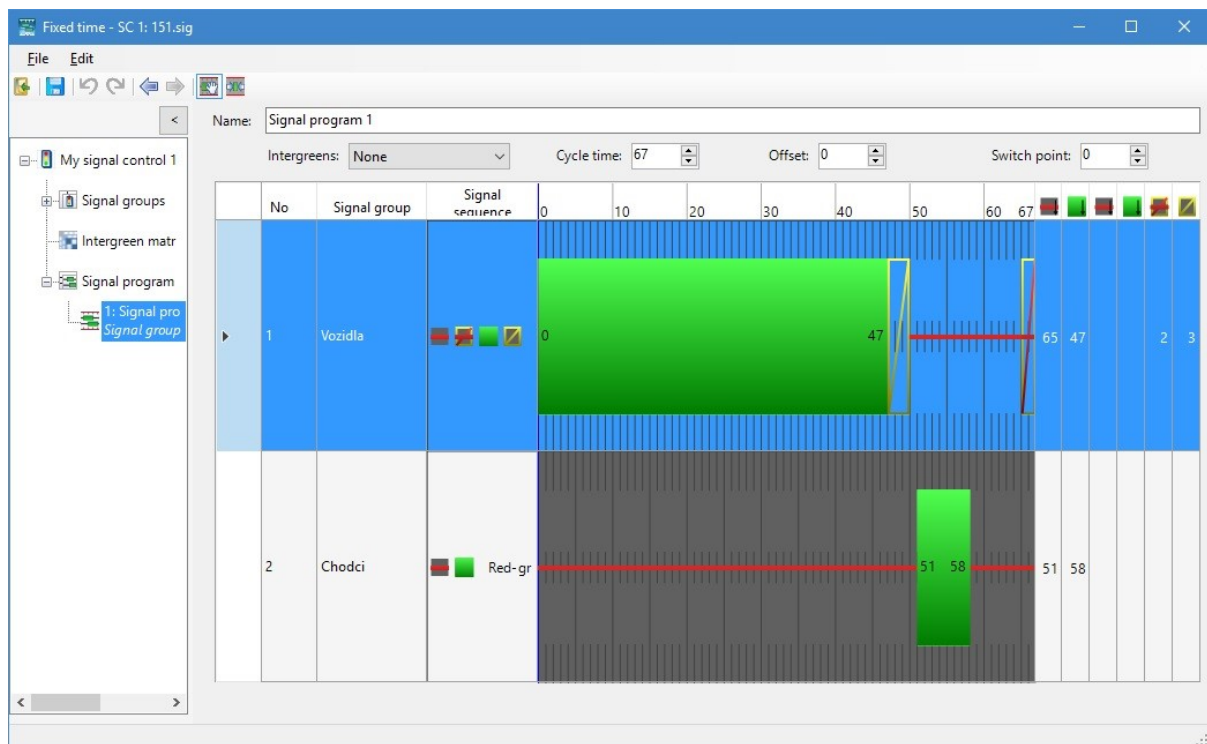 Fixed time - SC 1: 151.sig
File Edit
<
Name: Signal program 1
My signal control 1
Intergreens: None Cycle time: 67 Offset: 0 Switch point: 0
Signal groups
Intergreen matr
Signal program
1: Signal pro
Signal group
No Signal group Signal sequence 0 10 20 30 40 50 60 67
1 Vozidla 0 47 65 47 2 3
2 Chodci Red-gr 51 58 51 58
< >